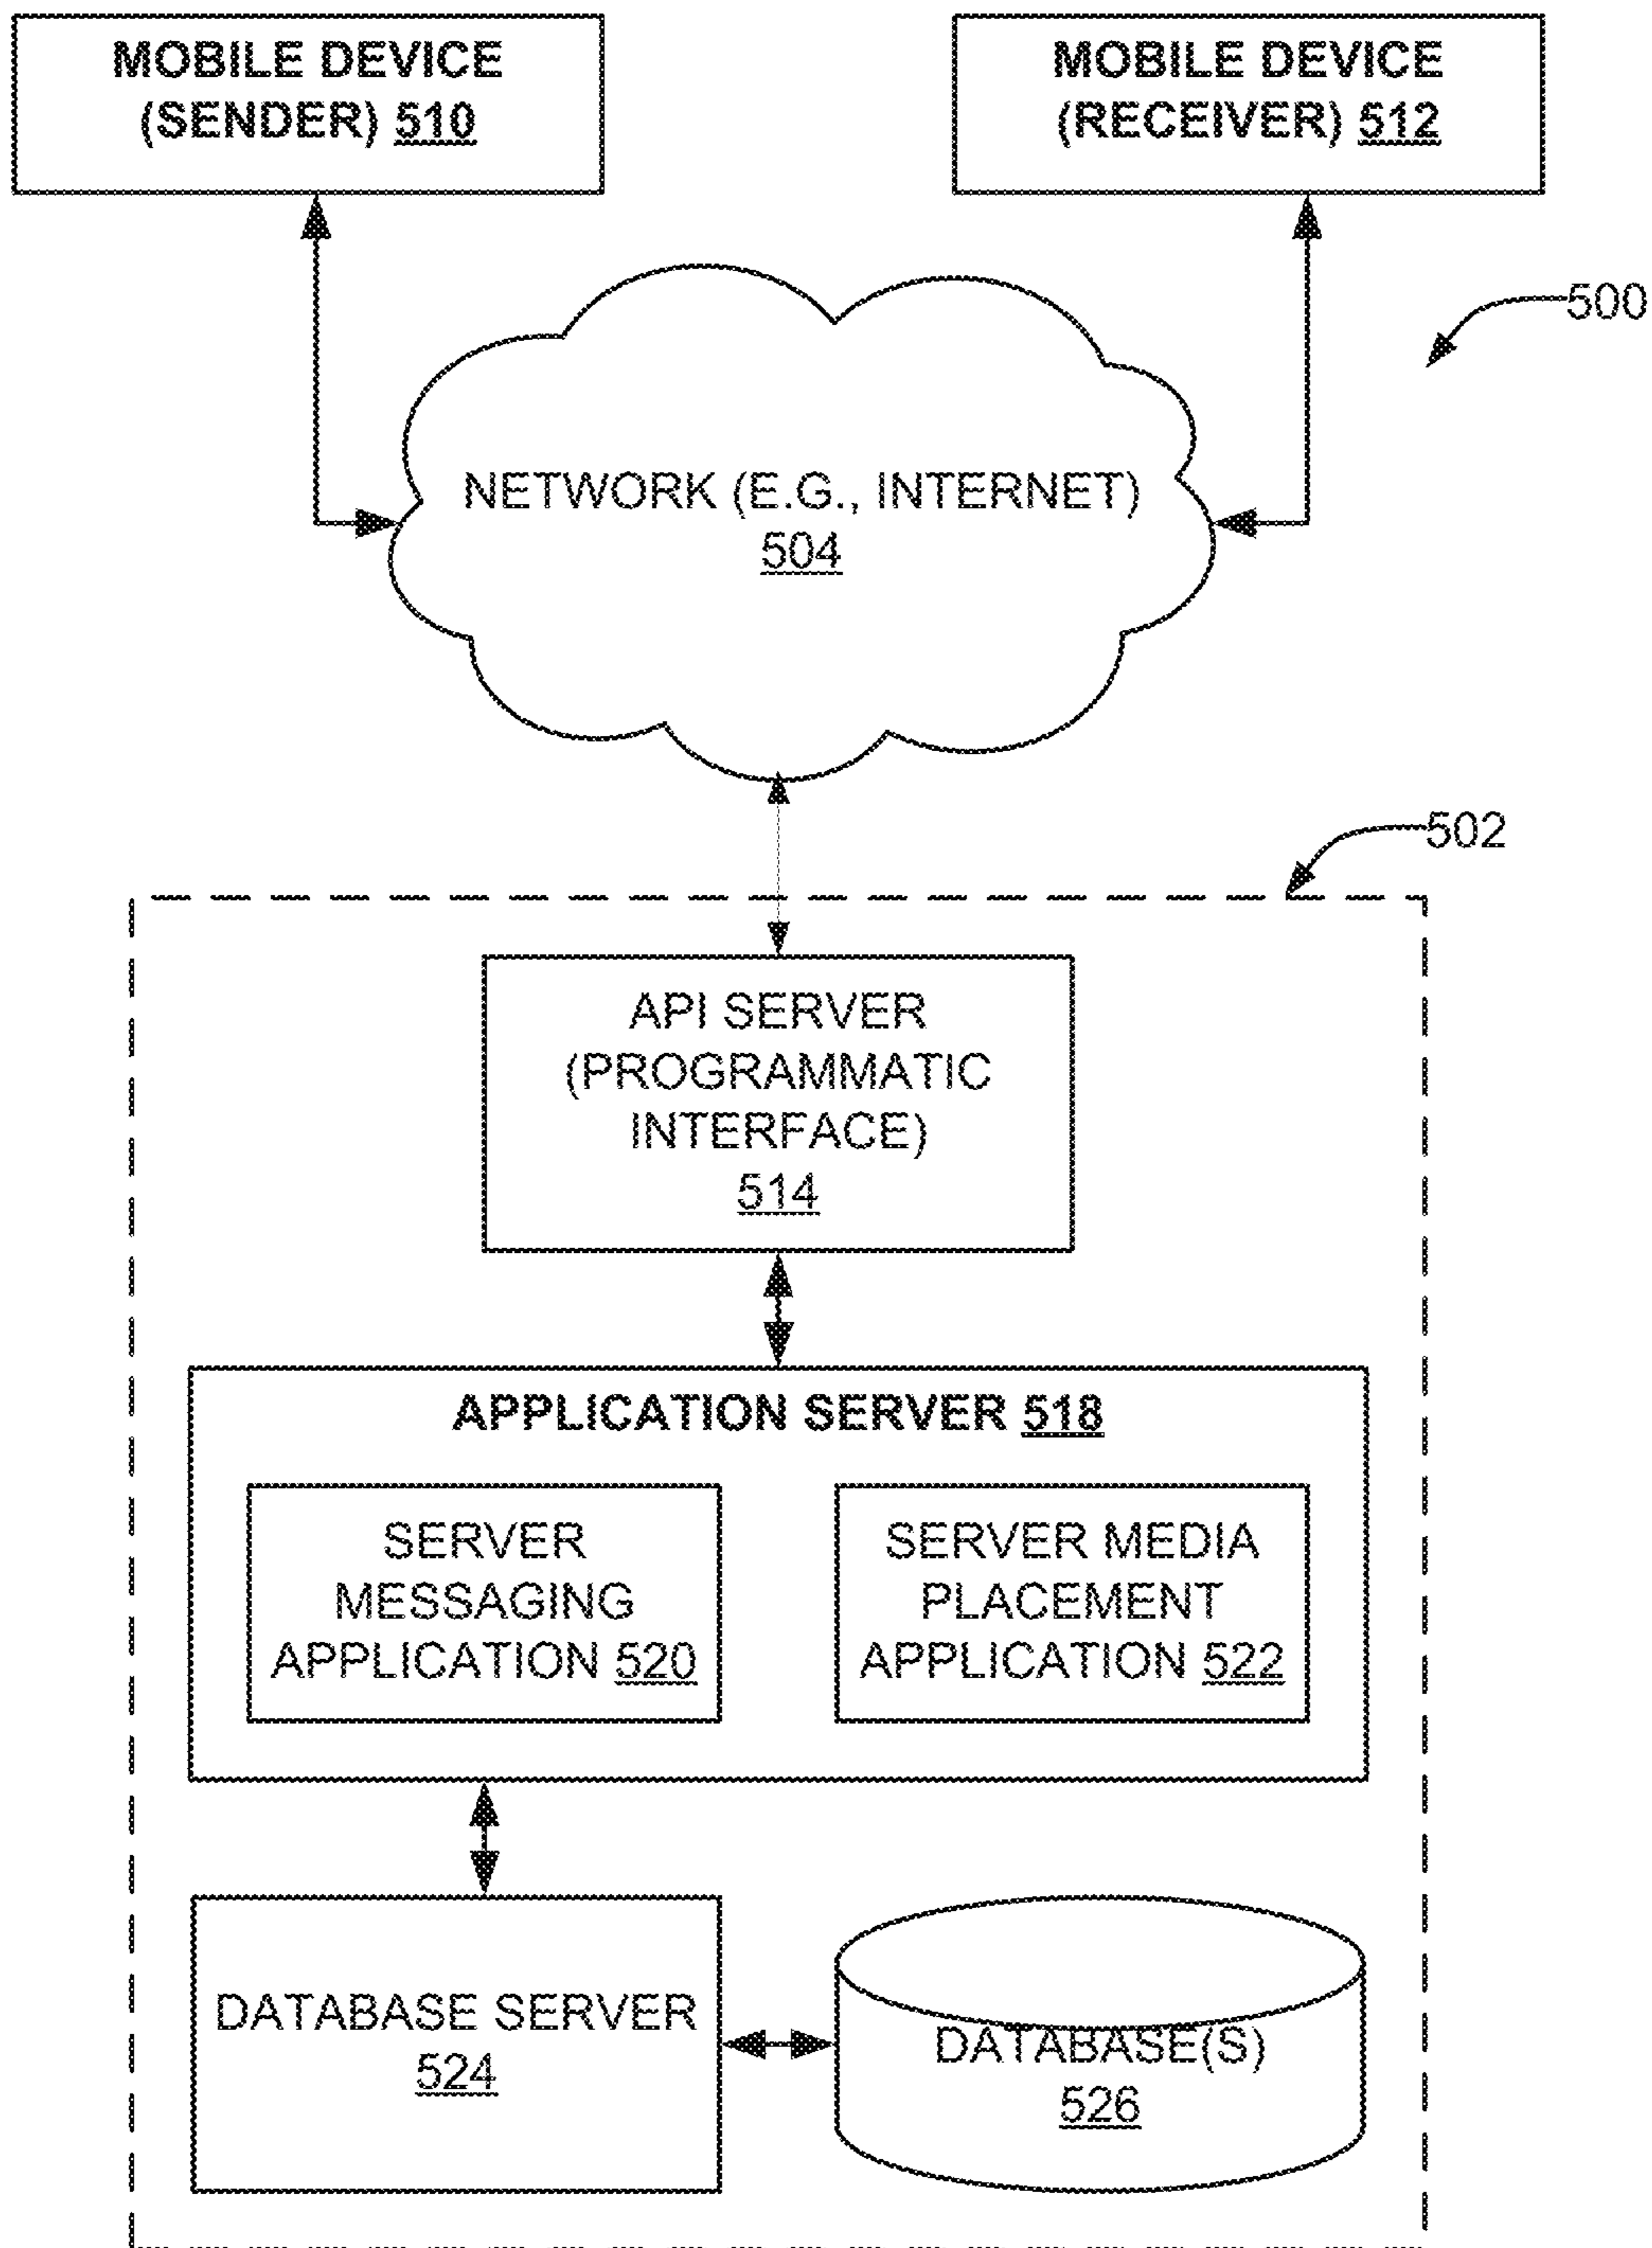 MOBILE DEVICE
(SENDER) 510
MOBILE DEVICE
(RECEIVER) 512
500
NETWORK (E.G., INTERNET)
504
502
API SERVER
(PROGRAMMATIC
INTERFACE)
514
APPLICATION SERVER 518
SERVER
MESSAGING
APPLICATION 520
SERVER MEDIA
PLACEMENT
APPLICATION 522
DATABASE SERVER
524
DATABASE(S)
526